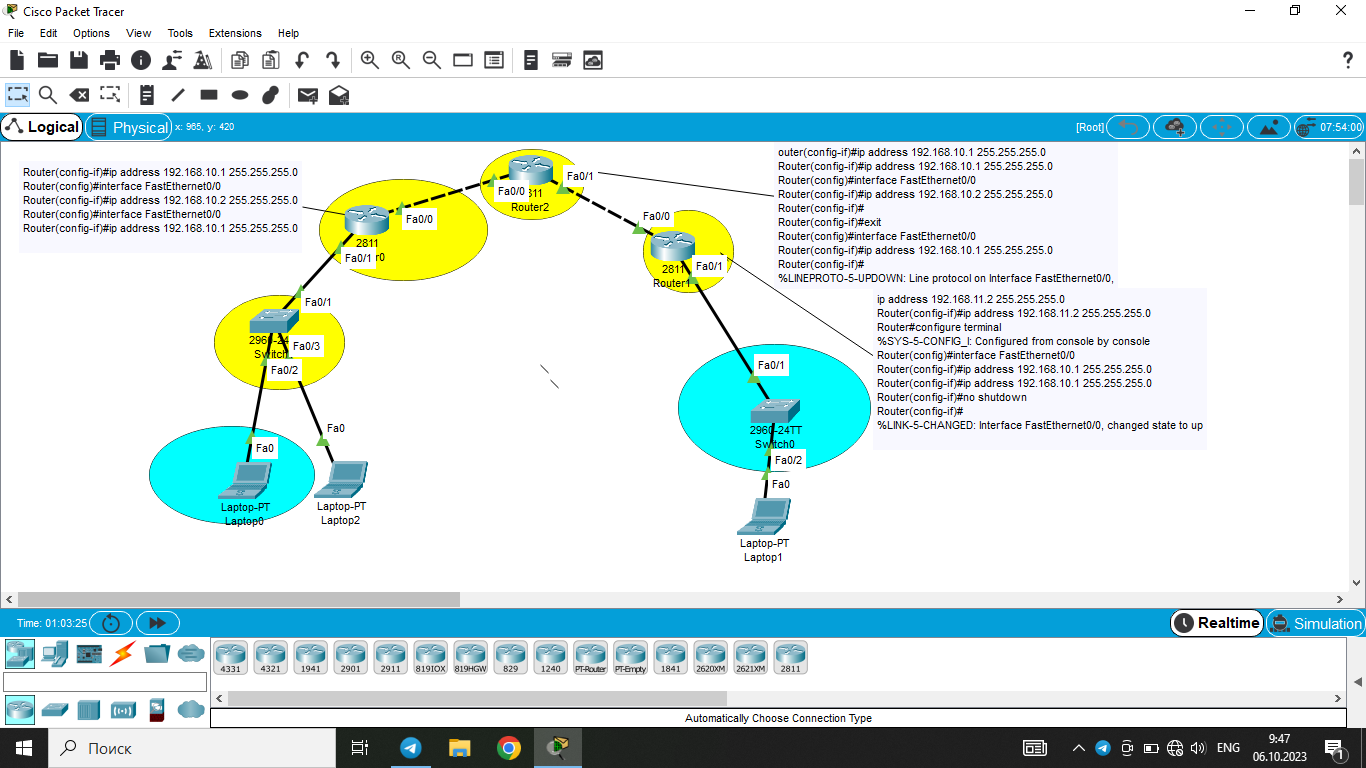 Cisco Packet Tracer
File Edit Options View Tools Extensions Help
Logical Physical x: 965, y: 420 [Root] 07:54:00
Router(config-if)#ip address 192.168.10.1 255.255.255.0
Router(config-if)#interface FastEthernet0/0
Router(config-if)#ip address 192.168.10.2 255.255.255.0
Router(config-if)#interface FastEthernet0/0
Router(config-if)#ip address 192.168.10.1 255.255.255.0
outer(config-if)#ip address 192.168.10.1 255.255.255.0
Router(config-if)#ip address 192.168.10.1 255.255.255.0
Router(config-if)#interface FastEthernet0/0
Router(config-if)#ip address 192.168.10.2 255.255.255.0
Router(config-if)#
Router(config-if)#exit
Router(config)#interface FastEthernet0/0
Router(config-if)#ip address 192.168.10.1 255.255.255.0
Router(config-if)#
%LINEPROTO-5-UPDOWN: Line protocol on Interface FastEthernet0/0,
ip address 192.168.11.2 255.255.255.0
Router(config-if)#ip address 192.168.11.2 255.255.255.0
Router#configure terminal
%SYS-5-CONFIG_I: Configured from console by console
Router(config)#interface FastEthernet0/0
Router(config-if)#ip address 192.168.10.1 255.255.255.0
Router(config-if)#ip address 192.168.10.1 255.255.255.0
Router(config-if)#no shutdown
Router(config-if)#
%LINK-5-CHANGED: Interface FastEthernet0/0, changed state to up
Fa0/1
Fa0/0
311
Router2
Fa0/0
2811
r0
Fa0/1
Fa0/0
2811
Fa0/1
Router1
Fa0/1
2960-24
Switch
Fa0/3
Fa0/2
Fa0/1
2960-24TT
Switch0
Fa0/2
Fa0
Fa0
Fa0
Laptop-PT
Laptop0
Laptop-PT
Laptop2
Laptop-PT
Laptop1
Time: 01:03:25 Realtime Simulation
4331 4321 1941 2901 2911 819IOX 819HGW 829 1240 PT-Router PT-Empty 1841 2620XM 2621XM 2811
Automatically Choose Connection Type
Поиск
ENG
9:47
06.10.2023
1